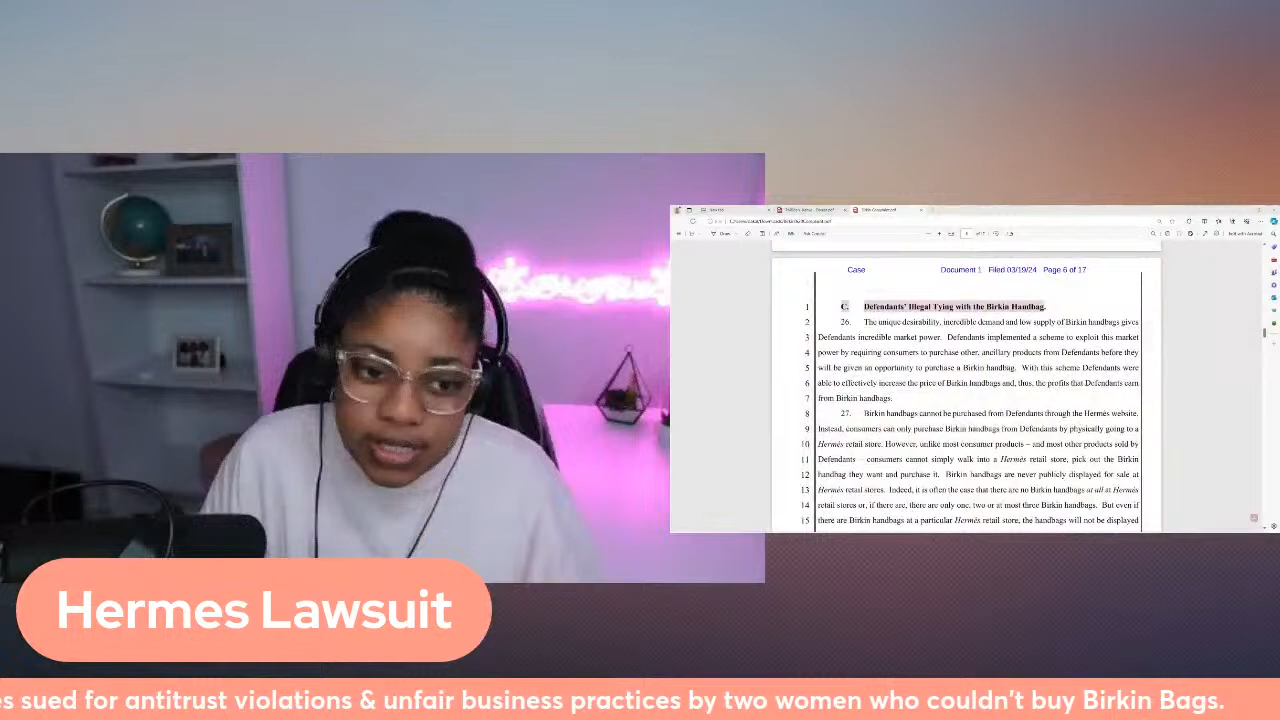 Case Document 1 Filed 03/19/24 Page 6 of 17
1 C. Defendants' Illegal Tying with the Birkin Handbag.
2 26. The unique desirability, incredible demand and low supply of Birkin handbags gives
3 Defendants incredible market power. Defendants implemented a scheme to exploit this market
4 power by requiring consumers to purchase other, ancillary products from Defendants before they
5 will be given an opportunity to purchase a Birkin handbag. With this scheme Defendants were
6 able to effectively increase the price of Birkin handbags and, thus, the profits that Defendants earn
7 from Birkin handbags.
8 27. Birkin handbags cannot be purchased from Defendants through the Hermés website.
9 Instead, consumers can only purchase Birkin handbags from Defendants by physically going to a
10 Hermés retail store. However, unlike most consumer products – and most other products sold by
11 Defendants – consumers cannot simply walk into a Hermés retail store, pick out the Birkin
12 handbag they want and purchase it. Birkin handbags are never publicly displayed for sale at
13 Hermés retail stores. Indeed, it is often the case that there are no Birkin handbags at all at Hermés
14 retail stores or, if there are, there are only one, two or at most three Birkin handbags. But even if
15 there are Birkin handbags at a particular Hermés retail store, the handbags will not be displayed
Hermes Lawsuit
es sued for antitrust violations & unfair business practices by two women who couldn't buy Birkin Bags.